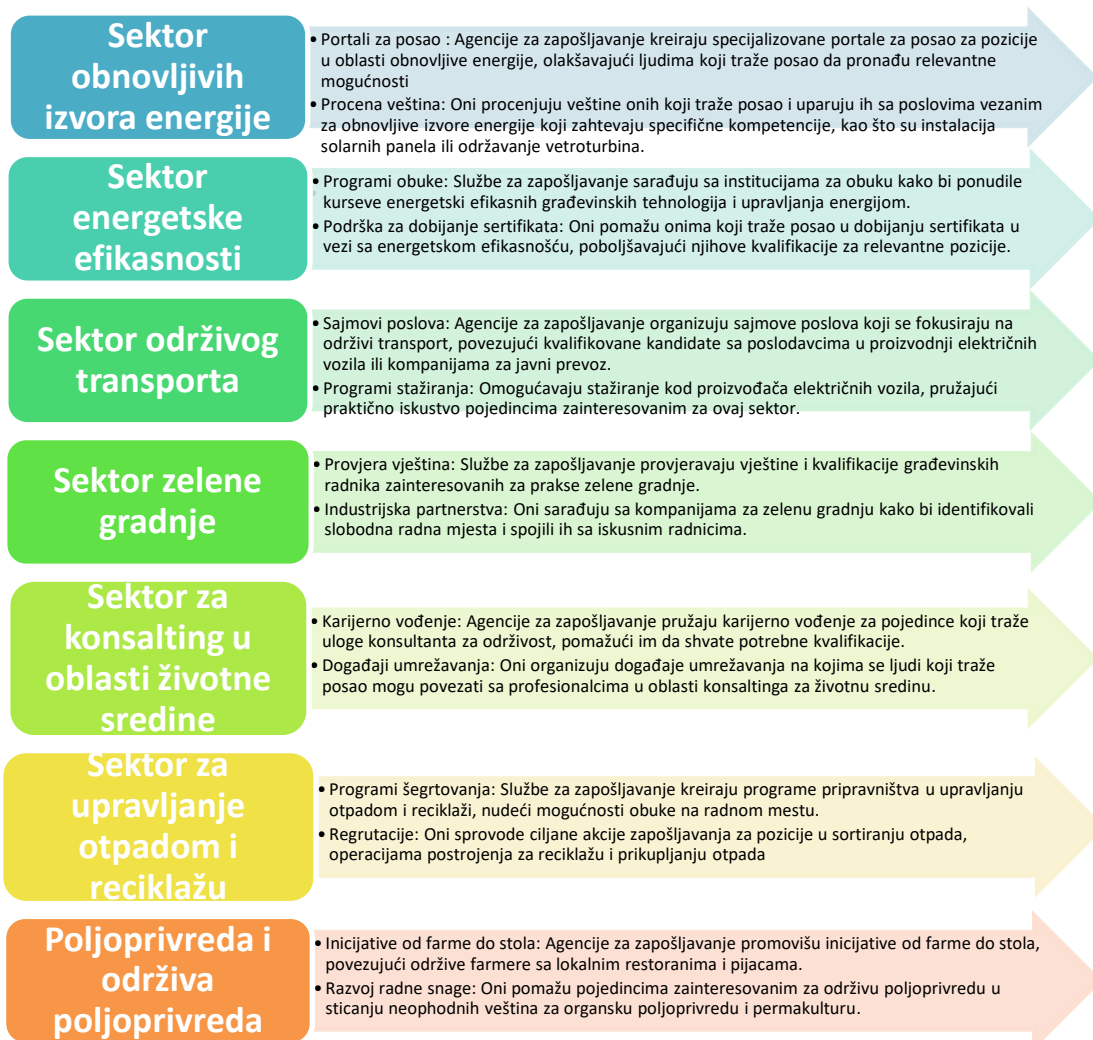 Sektor
obnovljivih
izvora energije
• Portali za posao : Agencije za zapošljavanje kreiraju specijalizovane portale za posao za pozicije
u oblasti obnovljive energije, olakšavajući ljudima koji traže posao da pronađu relevantne
mogućnosti
• Procena veština: Oni procenjuju veštine onih koji traže posao i uparuju ih sa poslovima vezanim
za obnovljive izvore energije koji zahtevaju specifične kompetencije, kao što su instalacija
solarnih panela ili održavanje vetroturbina.
Sektor
energetske
efikasnosti
• Programi obuke: Službe za zapošljavanje sarađuju sa institucijama za obuku kako bi ponudile
kurseve energetski efikasnih građevinskih tehnologija i upravljanja energijom.
• Podrška za dobijanje sertifikata: Oni pomažu onima koji traže posao u dobijanju sertifikata u
vezi sa energetskom efikasnošću, poboljšavajući njihove kvalifikacije za relevantne pozicije.
Sektor održivog
transporta
• Sajmovi poslova: Agencije za zapošljavanje organizuju sajmove poslova koji se fokusiraju na
održivi transport, povezujući kvalifikovane kandidate sa poslodavcima u proizvodnji električnih
vozila ili kompanijama za javni prevoz.
• Programi stažiranja: Omogućavaju stažiranje kod proizvođača električnih vozila, pružajući
praktično iskustvo pojedincima zainteresovanim za ovaj sektor.
Sektor zelene
gradnje
• Provjera vještina: Službe za zapošljavanje provjeravaju vještine i kvalifikacije građevinskih
radnika zainteresovanih za prakse zelene gradnje.
• Industrijska partnerstva: Oni sarađuju sa kompanijama za zelenu gradnju kako bi identifikovali
slobodna radna mjesta i spojili ih sa iskusnim radnicima.
Sektor za
konsalting u
oblasti životne
sredine
• Karijerno vođenje: Agencije za zapošljavanje pružaju karijerno vođenje za pojedince koji traže
uloge konsultanta za održivost, pomažući im da shvate potrebne kvalifikacije.
• Događaji umrežavanja: Oni organizuju događaje umrežavanja na kojima se ljudi koji traže
posao mogu povezati sa profesionalcima u oblasti konsaltinga za životnu sredinu.
Sektor za
upravljanje
otpadom i
reciklažu
• Programi šegrtovanja: Službe za zapošljavanje kreiraju programe pripravništva u upravljanju
otpadom i reciklaži, nudeći mogućnosti obuke na radnom mestu.
• Regrutacije: Oni sprovode ciljane akcije zapošljavanja za pozicije u sortiranju otpada,
operacijama postrojenja za reciklažu i prikupljanju otpada
Poljoprivreda i
održiva
poljoprivreda
• Inicijative od farme do stola: Agencije za zapošljavanje promovišu inicijative od farme do stola,
povezujući održive farmere sa lokalnim restoranima i pijacama.
• Razvoj radne snage: Oni pomažu pojedincima zainteresovanim za održivu poljoprivredu u
sticanju neophodnih veština za organsku poljoprivredu i permakulturu.